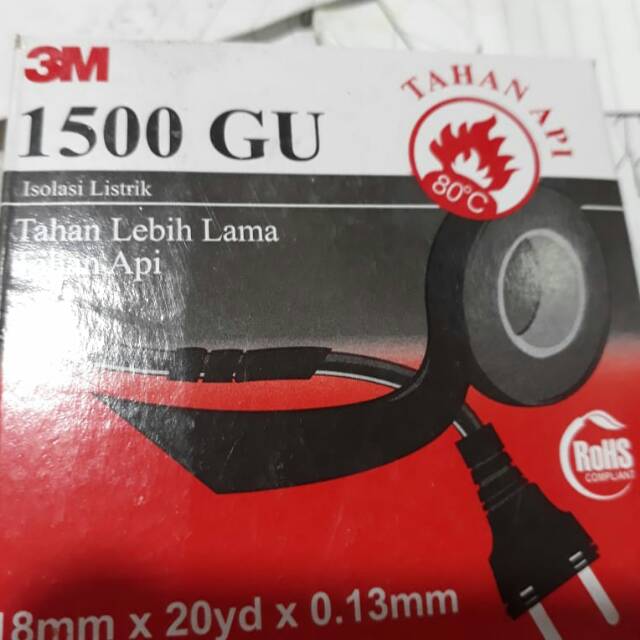 3M
TAHAN API
1500 GU
80°C
Isolasi Listrik
Tahan Lebih Lama
Tahan Api
RoHS
COMPLIANT
18mm x 20yd x 0.13mm